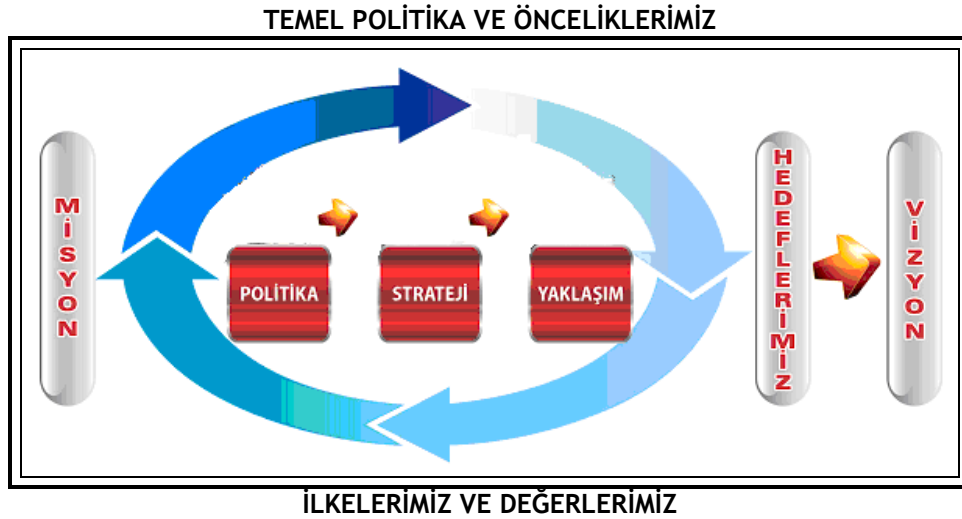 TEMEL POLİTİKA VE ÖNCELİKLERİMİZ
MİSYON
POLİTİKA
STRATEJİ
YAKLAŞIM
HEDEFLERİMİZ
VİZYON
İLKELERİMİZ VE DEĞERLERİMİZ